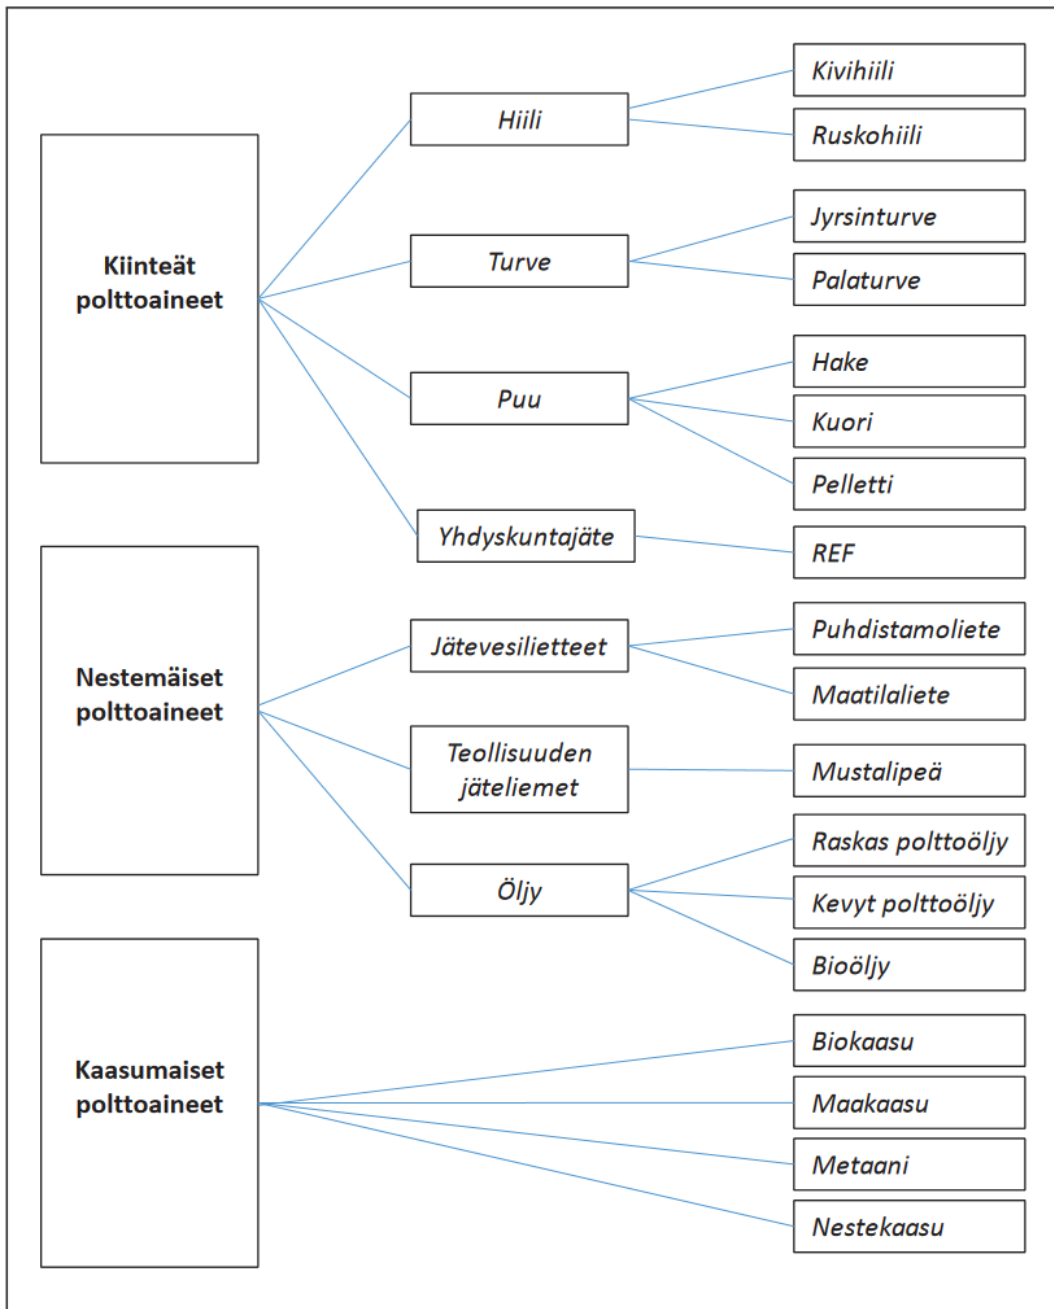 Kiinteät
polttoaineet
Hiili
Kivihiili
Ruskohiili
Turve
Jyrsinturve
Palaturve
Puu
Hake
Kuori
Pelletti
Yhdyskuntajäte
REF
Nestemäiset
polttoaineet
Jätevesilietteet
Puhdistamoliete
Maatilaliete
Teollisuuden
jäteliemet
Mustalipeä
Öljy
Raskas polttoöljy
Kevyt polttoöljy
Bioöljy
Kaasumaiset
polttoaineet
Biokaasu
Maakaasu
Metaani
Nestekaasu